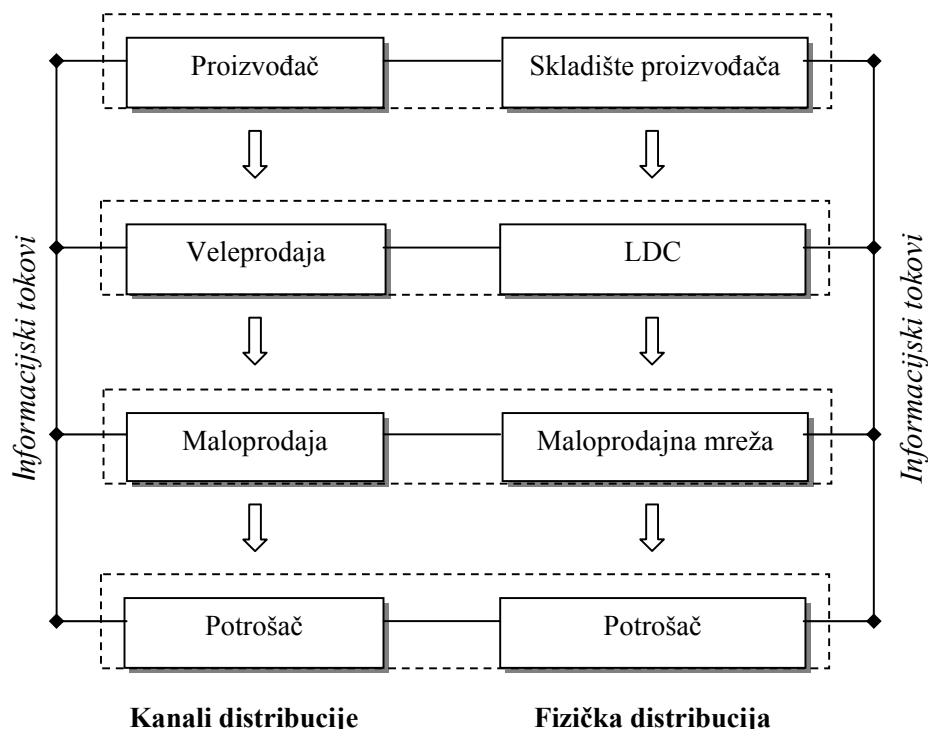 Proizvođač
Skladište proizvođača
Veleprodaja
LDC
Informacijski tokovi
Informacijski tokovi
Maloprodaja
Maloprodajna mreža
Potrošač
Potrošač
Kanali distribucije
Fizička distribucija